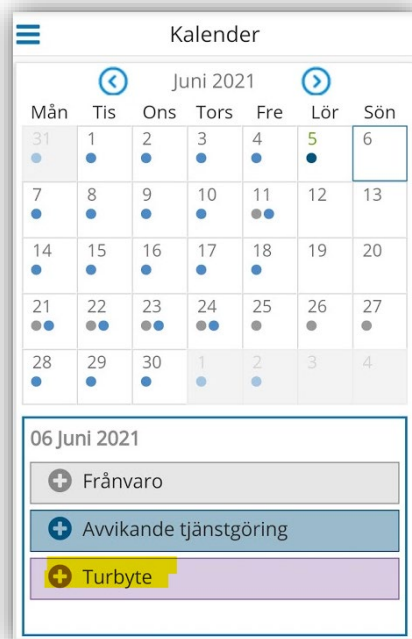 Kalender
Juni 2021
Mån Tis Ons Tors Fre Lör Sön
31 1 2 3 4 5 6
7 8 9 10 11 12 13
14 15 16 17 18 19 20
21 22 23 24 25 26 27
28 29 30 1 2 3 4
06 Juni 2021
Frånvaro
Avvikande tjänstgöring
Turbyte